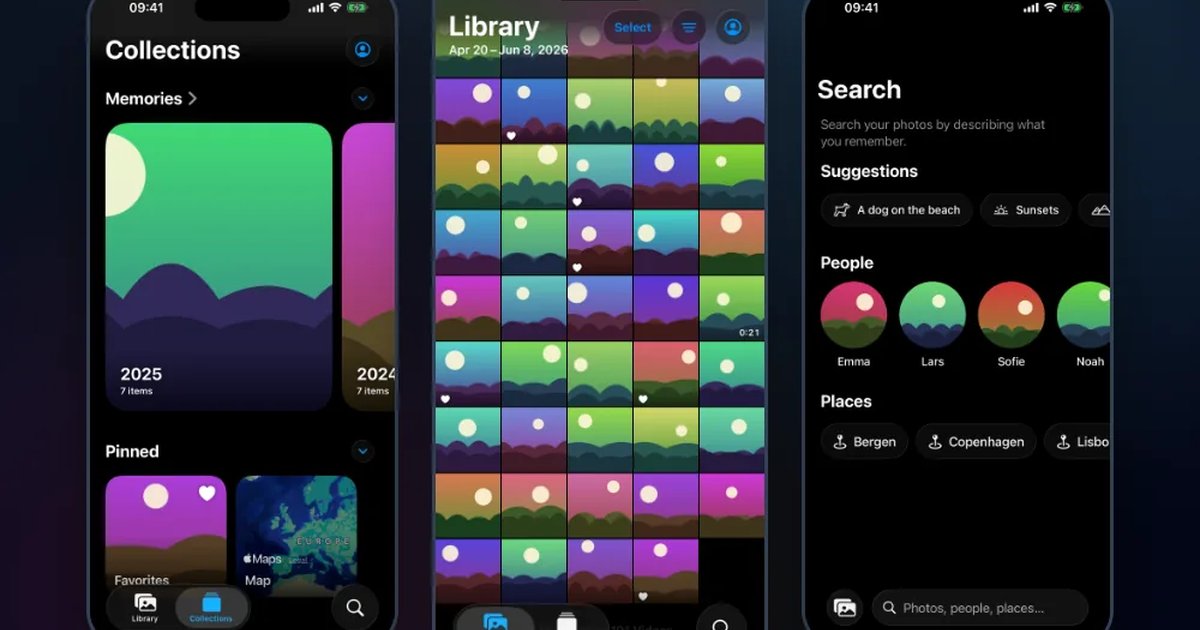 09:41
Collections
Memories
2025
7 items
2024
7 items
Pinned
Favorites
EUROPE
Maps Legal
Map
Library
Collections
Library
Select
Apr 20 – Jun 8, 2026
0:21
09:41
Search
Search your photos by describing what
you remember.
Suggestions
A dog on the beach
Sunsets
People
Emma
Lars
Sofie
Noah
Places
Bergen
Copenhagen
Lisbo
Photos, people, places...